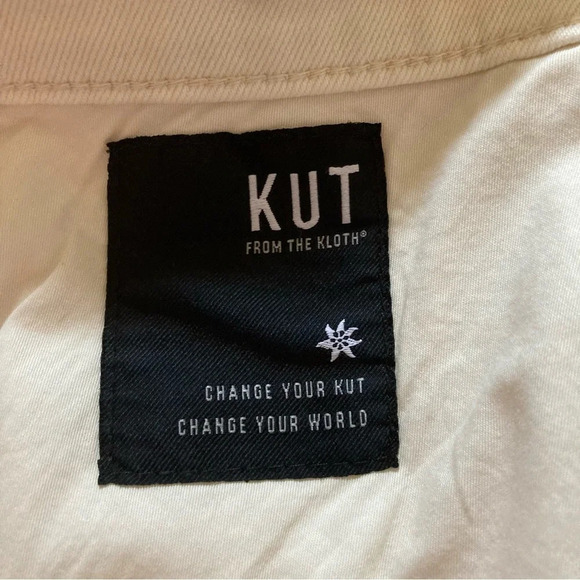 KUT
FROM THE KLOTH®
CHANGE YOUR KUT
CHANGE YOUR WORLD